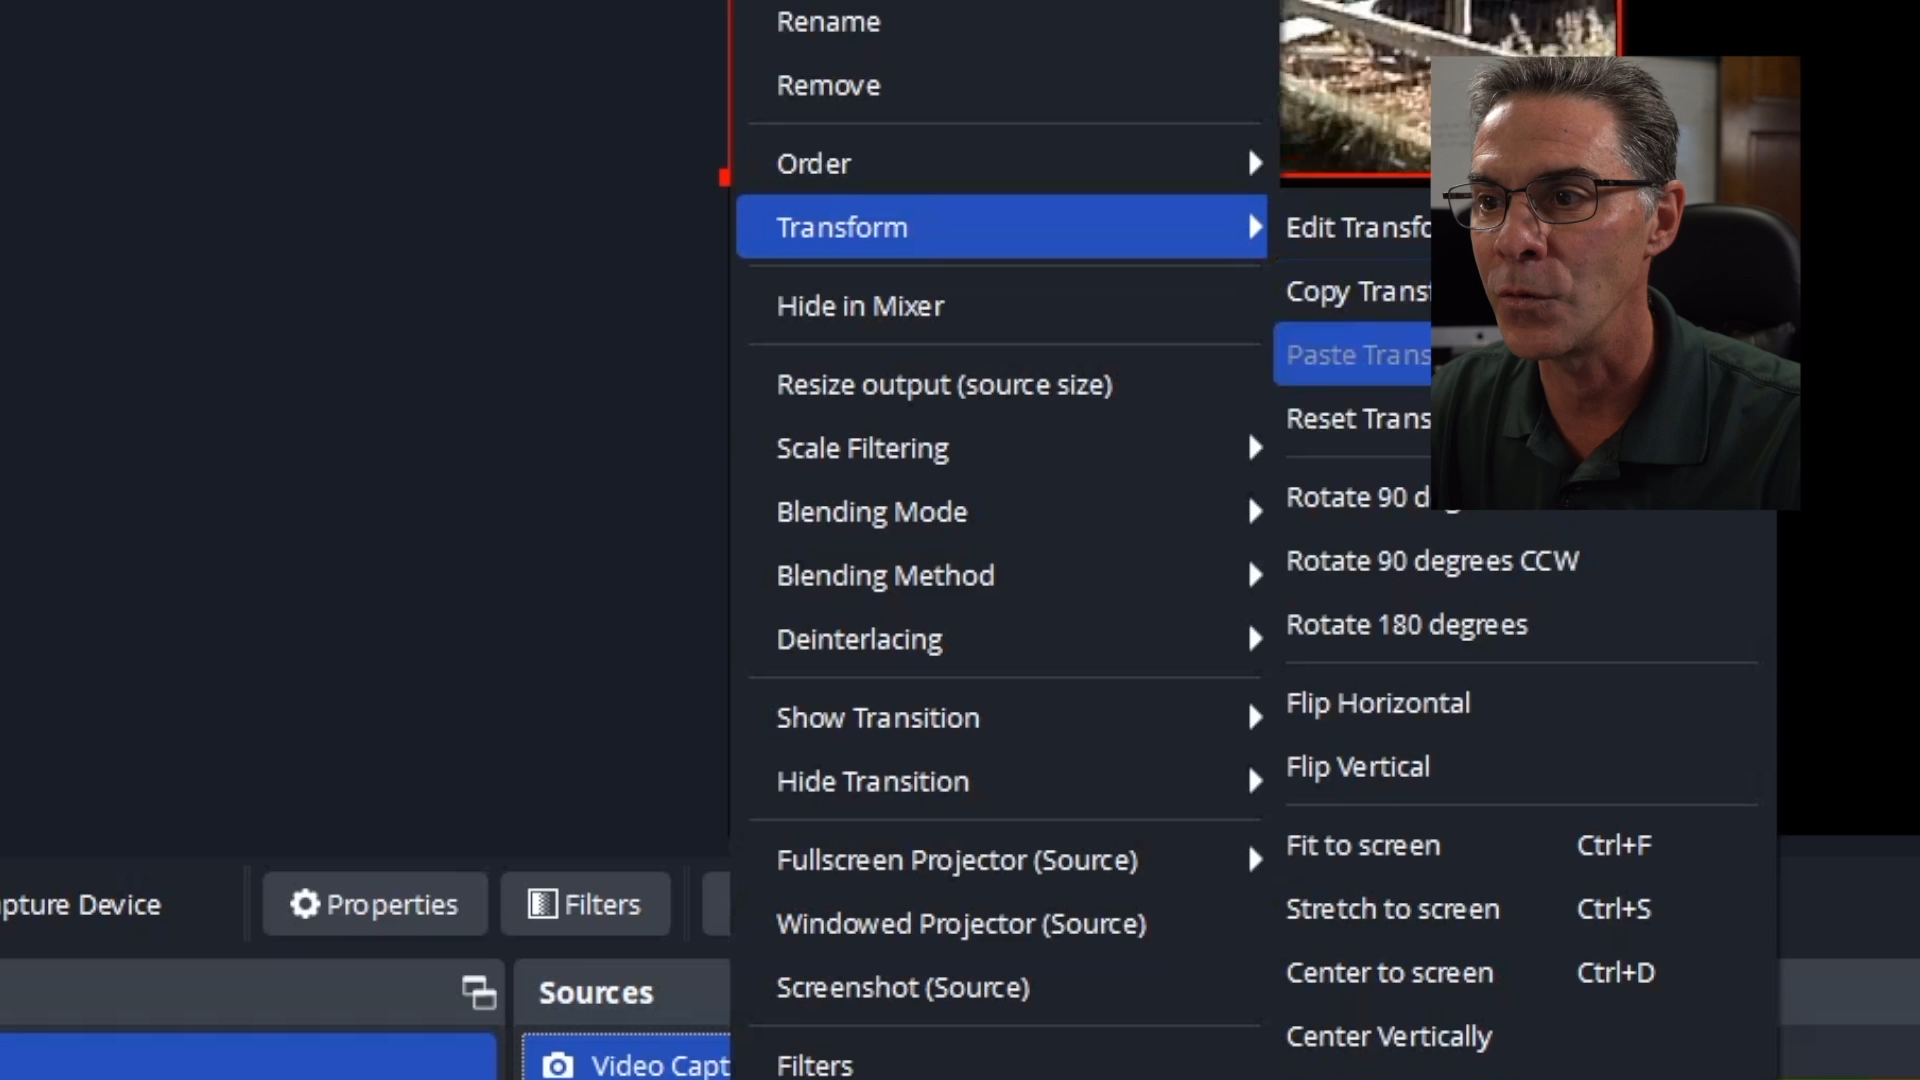 Rename
Remove
Order
Transform
Hide in Mixer
Resize output (source size)
Scale Filtering
Blending Mode
Blending Method
Deinterlacing
Show Transition
Hide Transition
Fullscreen Projector (Source)
Windowed Projector (Source)
Screenshot (Source)
Filters
Edit Transfo
Copy Transf
Paste Trans
Reset Trans
Rotate 90 d
Rotate 90 degrees CCW
Rotate 180 degrees
Flip Horizontal
Flip Vertical
Fit to screen Ctrl+F
Stretch to screen Ctrl+S
Center to screen Ctrl+D
Center Vertically
pture Device
Properties
Filters
Sources
Video Capt